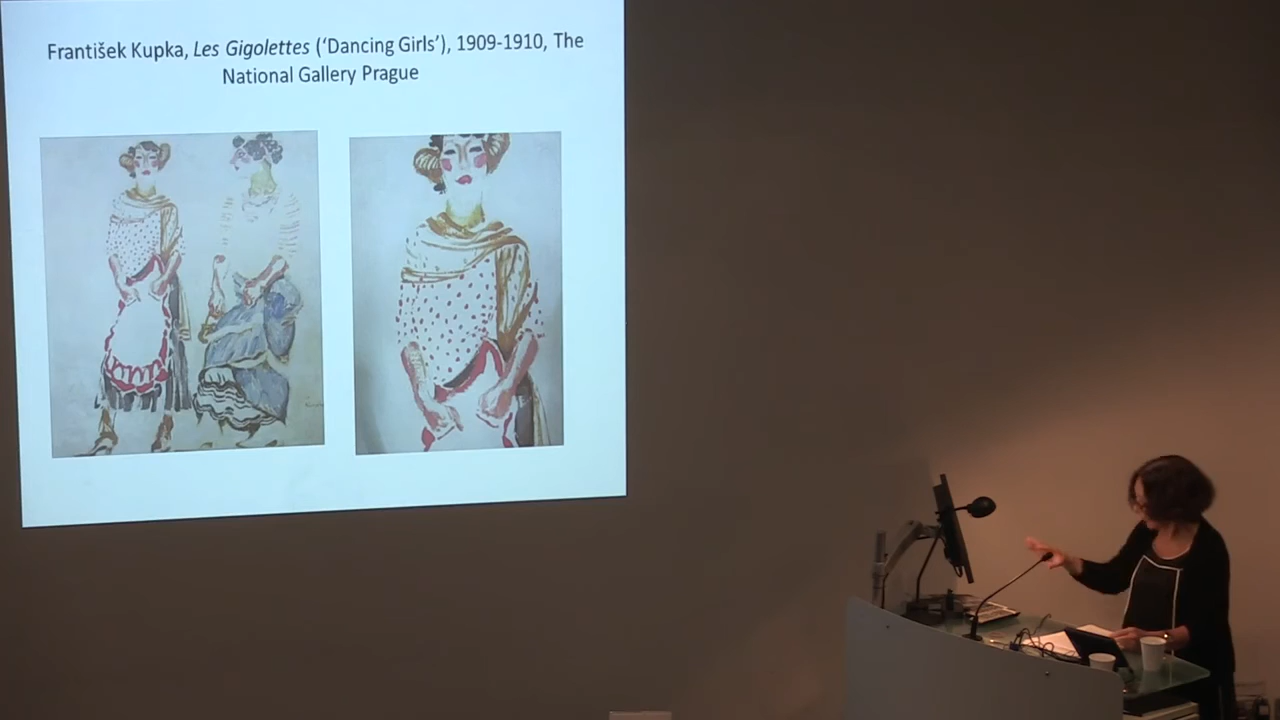 František Kupka, Les Gigolettes (‘Dancing Girls’), 1909-1910, The
National Gallery Prague